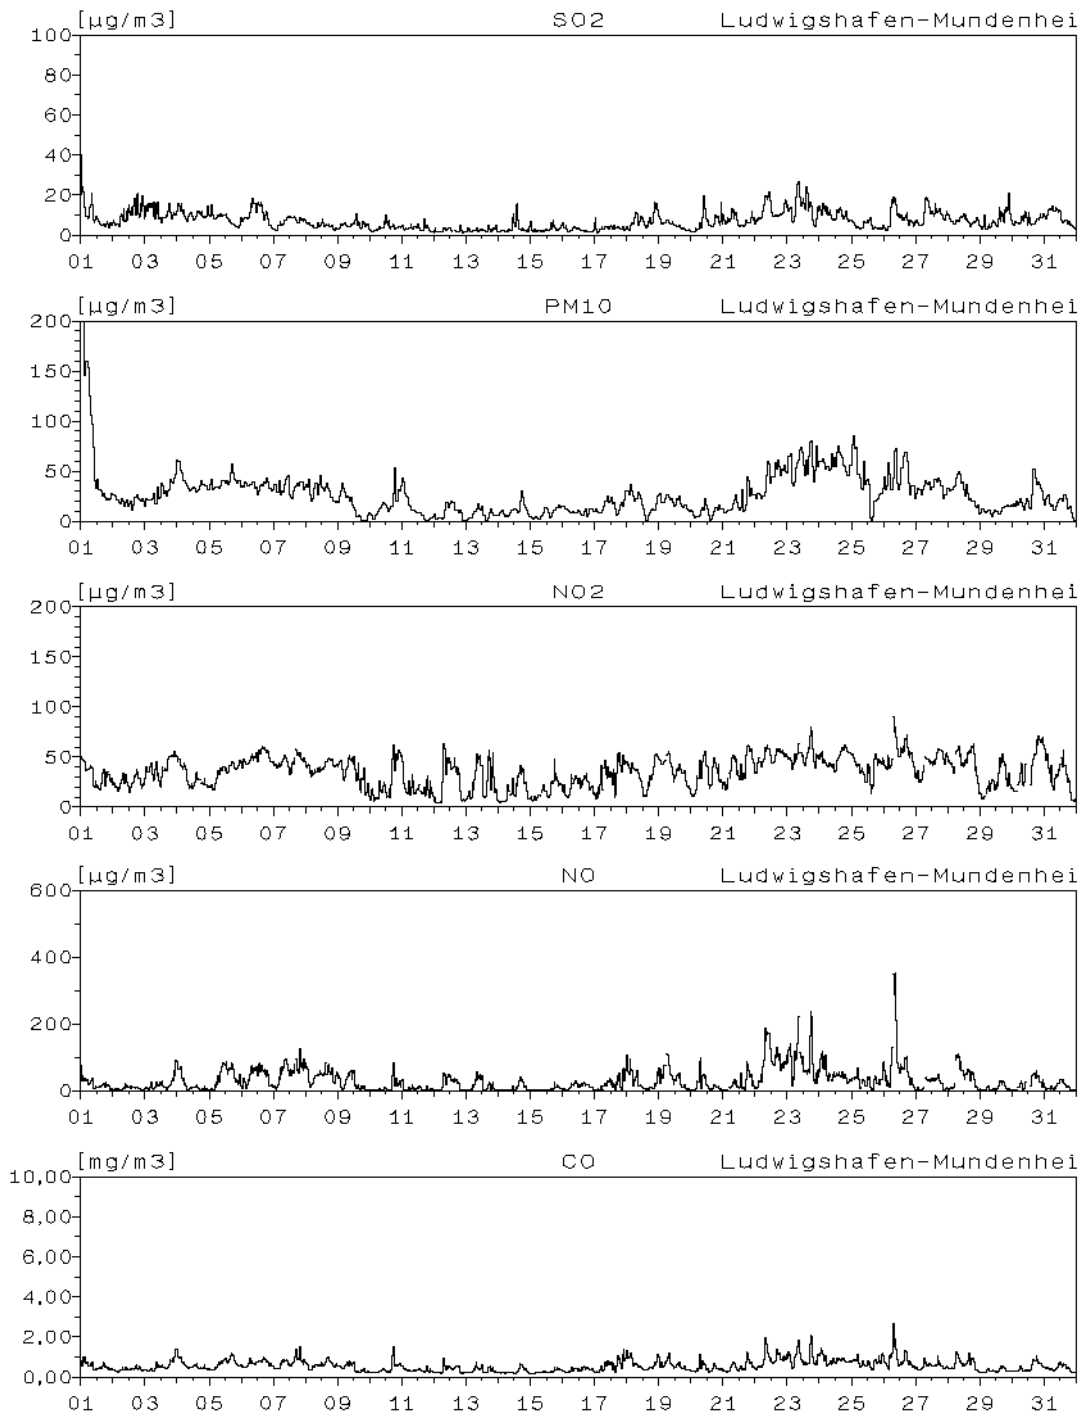 [µg/m3] SO2 Ludwigshafen-Mundenhei
100
80
60
40
20
0
01 03 05 07 09 11 13 15 17 19 21 23 25 27 29 31
[µg/m3] PM10 Ludwigshafen-Mundenhei
200
150
100
50
0
01 03 05 07 09 11 13 15 17 19 21 23 25 27 29 31
[µg/m3] NO2 Ludwigshafen-Mundenhei
200
150
100
50
0
01 03 05 07 09 11 13 15 17 19 21 23 25 27 29 31
[µg/m3] NO Ludwigshafen-Mundenhei
600
400
200
0
01 03 05 07 09 11 13 15 17 19 21 23 25 27 29 31
[mg/m3] CO Ludwigshafen-Mundenhei
10,00
8,00
6,00
4,00
2,00
0,00
01 03 05 07 09 11 13 15 17 19 21 23 25 27 29 31